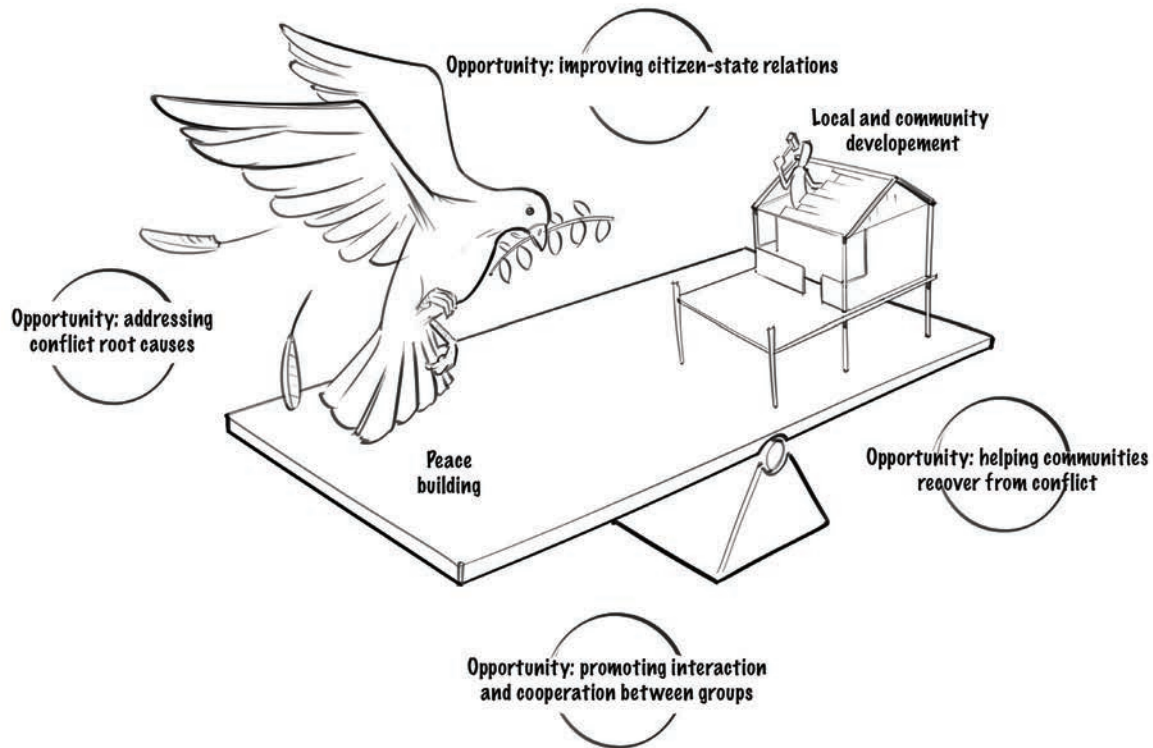 Opportunity: improving citizen-state relations
Local and community
developement
Opportunity: addressing
conflict root causes
Peace
building
Opportunity: helping communities
recover from conflict
Opportunity: promoting interaction
and cooperation between groups